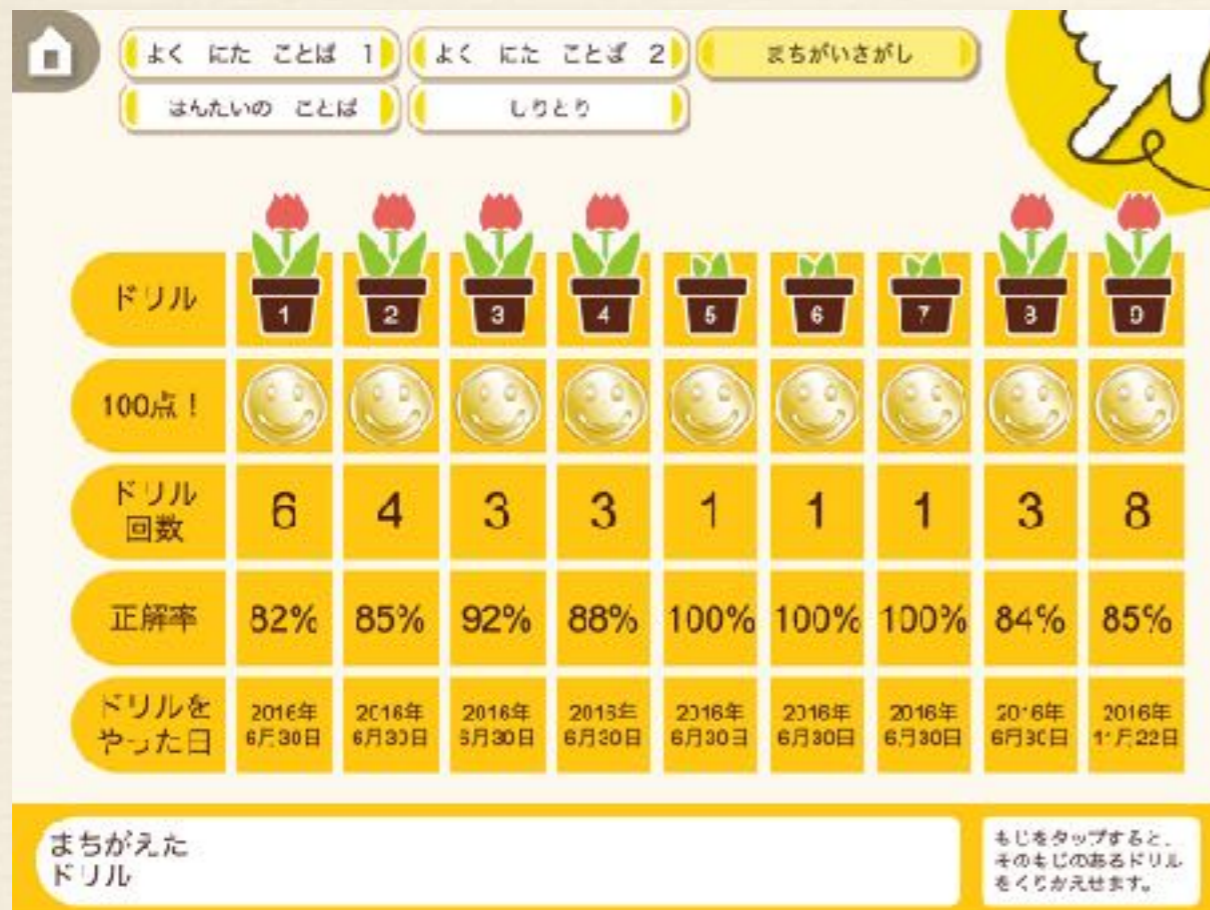 よく にた ことば 1
よく にた ことば 2
まちがいさがし
はんたいの ことば
しりとり
ドリル 1 2 3 4 5 6 7 8 9
100点!
ドリル
回数 6 4 3 3 1 1 1 3 8
正解率 82% 85% 92% 88% 100% 100% 100% 84% 85%
ドリルを 2016年 2016年 2016年 2016年 2016年 2016年 2016年 2016年 2016年
やった日 6月30日 6月30日 6月30日 6月30日 6月30日 6月30日 6月30日 6月30日 11月22日
まちがえた
ドリル
もじをタップすると、
そのもじのあるドリル
をくりかえせます。